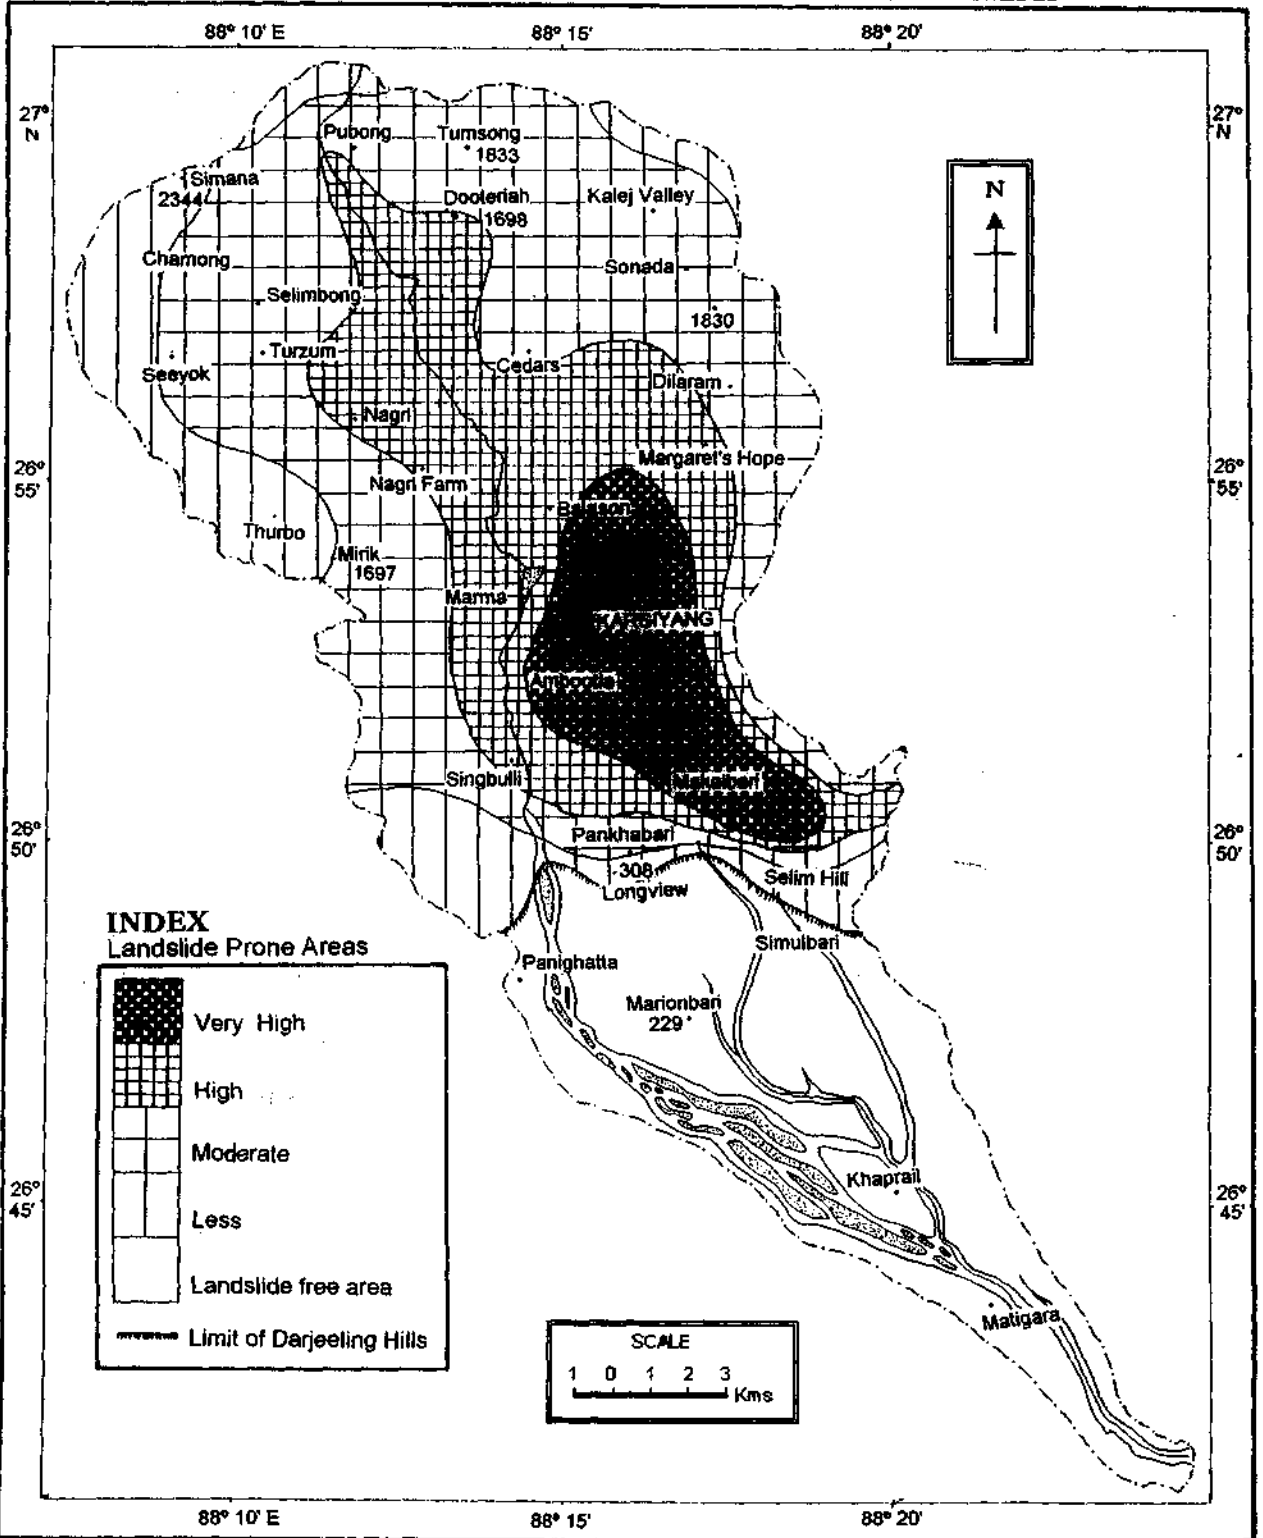 88° 10' E 88° 15' 88° 20'
27° N
27° N
Pubong
Tumsong
1833
Simana
2344
Dooteriah
1698
Kalej Valley
Chamong
Sonada
Selimbong
1830
Turzum
Cedars
Seeyok
Dilaram
Nagri
Margaret's Hope
26° 55'
26° 55'
Nagri Farm
Balason
Thurbo
Mirik
1697
Marma
KARSIYANG
Ambootia
Singbulli
Makaibari
26° 50'
26° 50'
Pankhabari
308
Longview
Selim Hill
Simulbari
Panighatta
Marionbari
229
Khaprail
26° 45'
26° 45'
Matigara
N
INDEX
Landslide Prone Areas
Very High
High
Moderate
Less
Landslide free area
Limit of Darjeeling Hills
SCALE
1 0 1 2 3
Kms
88° 10' E 88° 15' 88° 20'